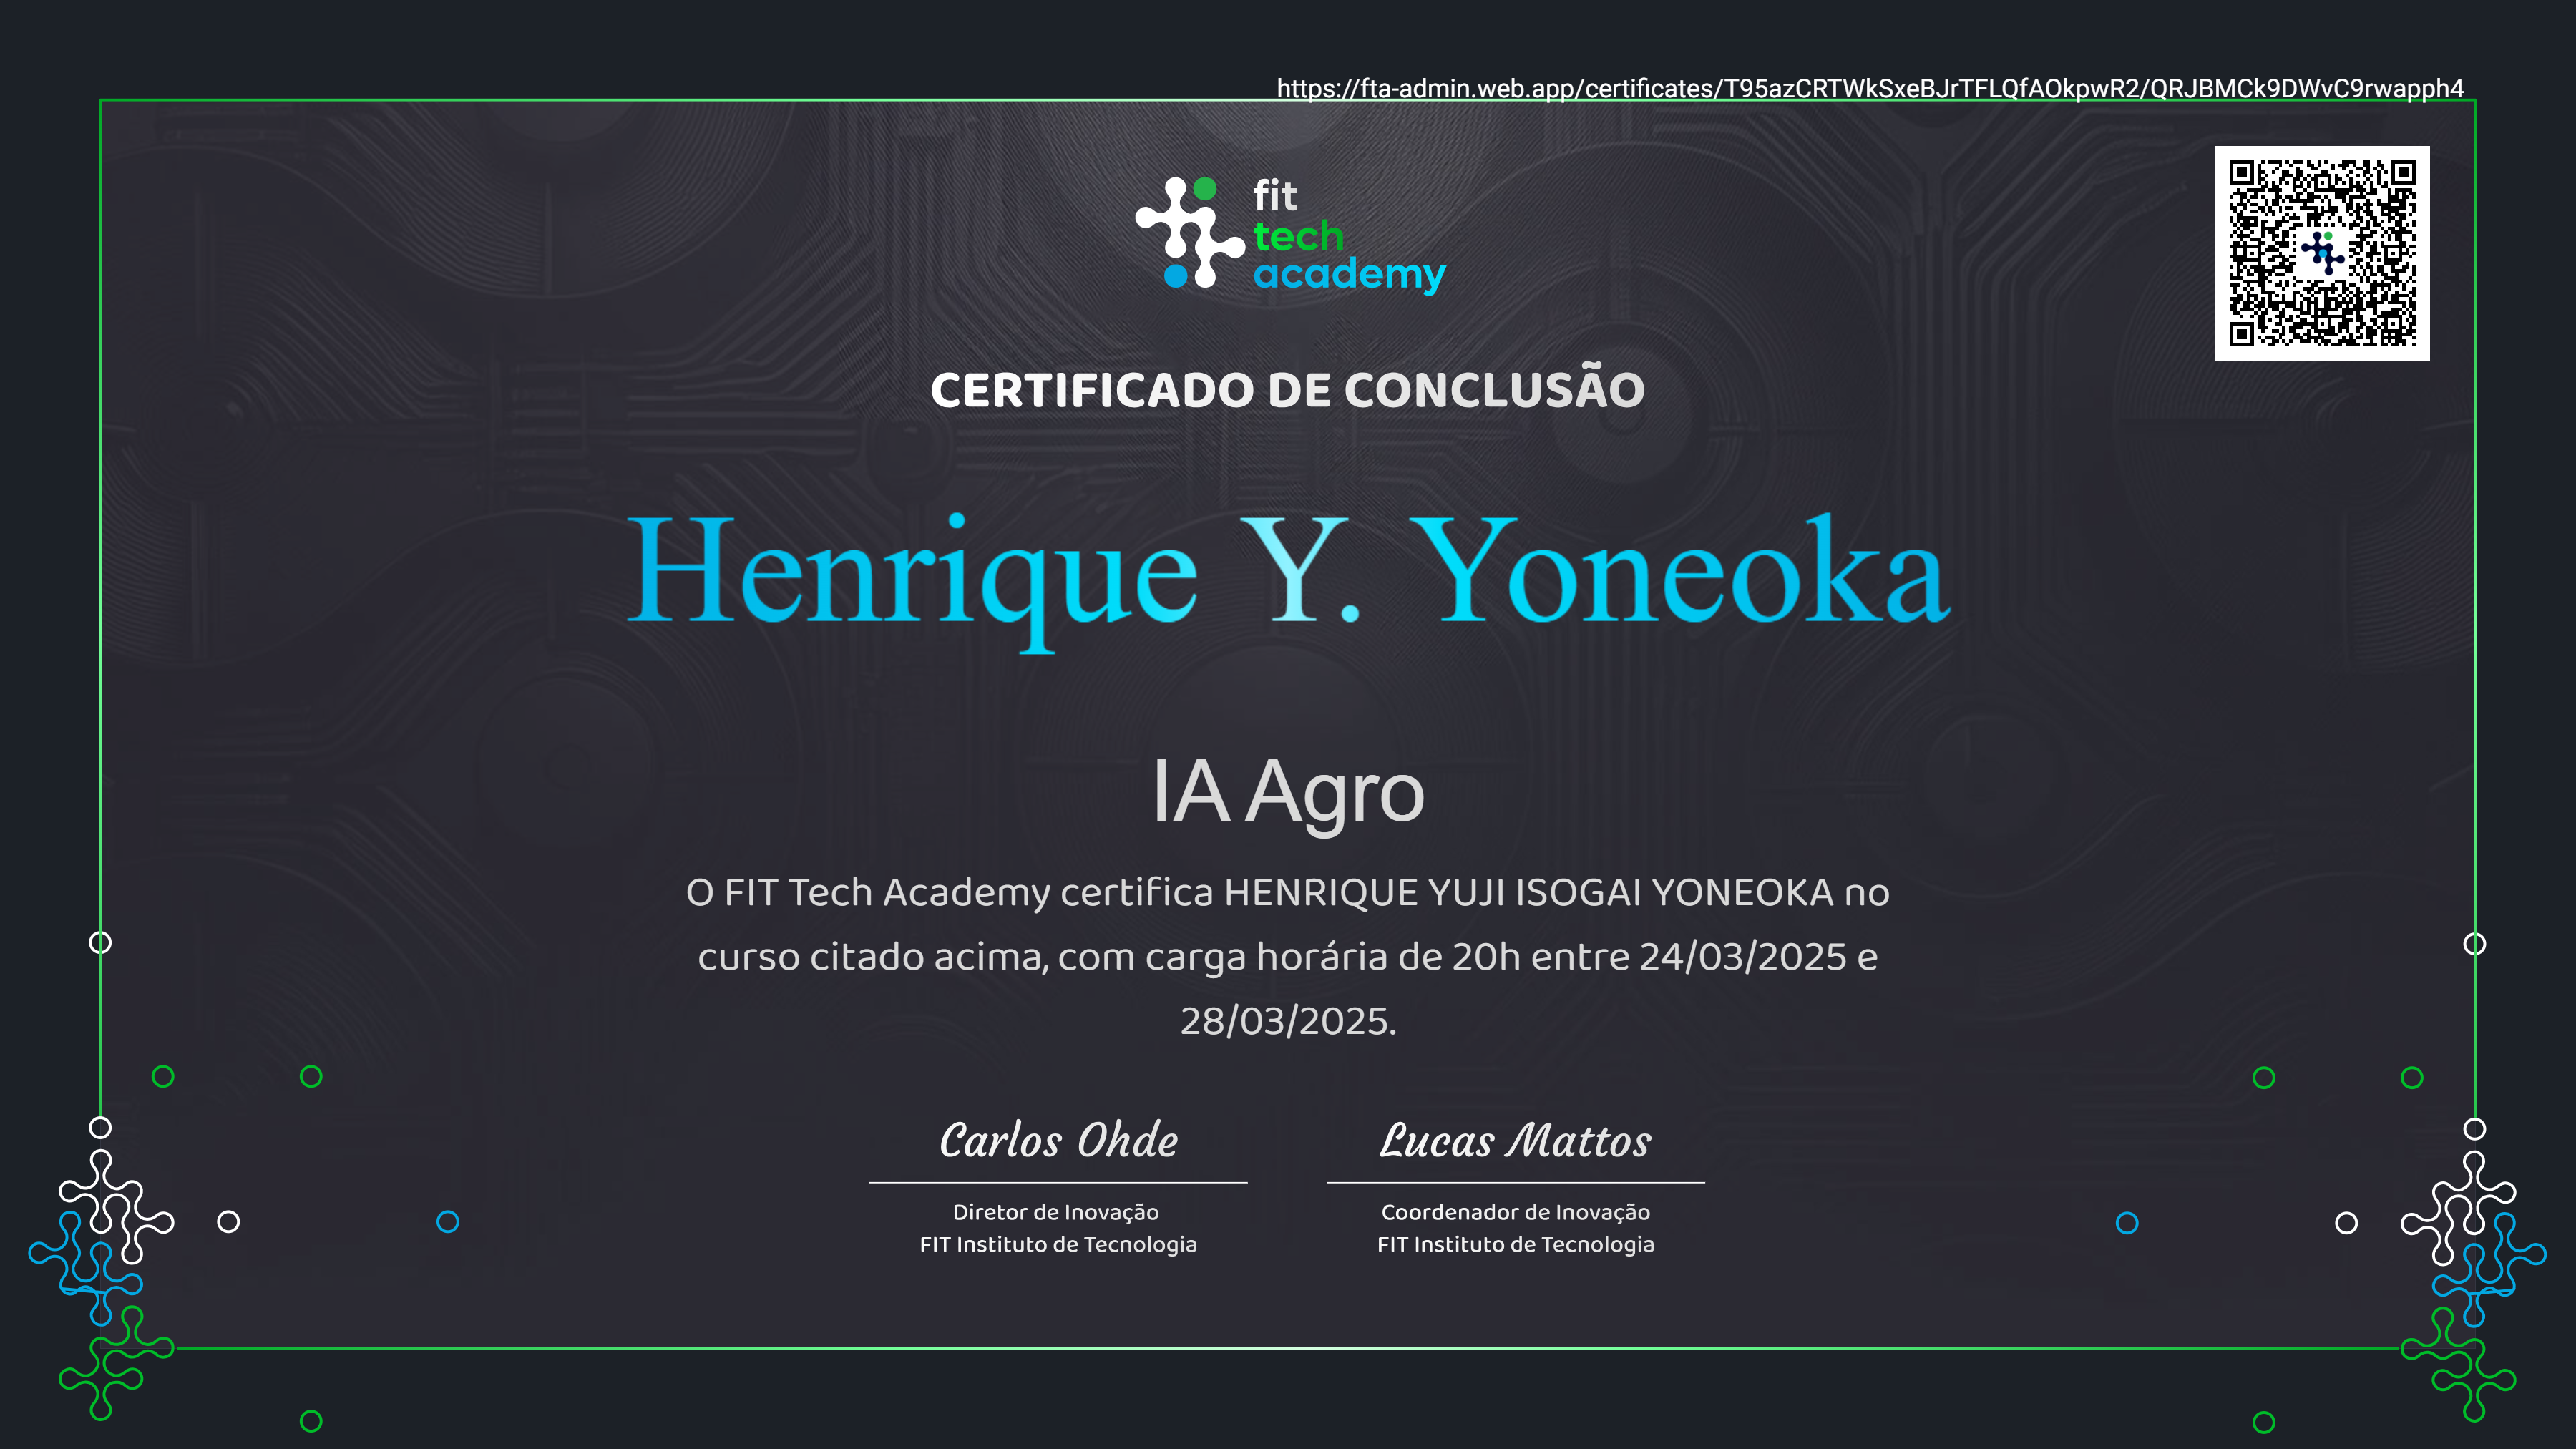 https://fta-admin.web.app/certificates/T95azCRTWkSxeBJrTFLQfAOkpwR2/QRJBMCk9DWvC9rwapph4
fit
tech
academy
CERTIFICADO DE CONCLUSÃO
Henrique Y. Yoneoka
IA Agro
O FIT Tech Academy certifica HENRIQUE YUJI ISOGAI YONEOKA no
curso citado acima, com carga horária de 20h entre 24/03/2025 e
28/03/2025.
Carlos Ohde
Diretor de Inovação
FIT Instituto de Tecnologia
Lucas Mattos
Coordenador de Inovação
FIT Instituto de Tecnologia